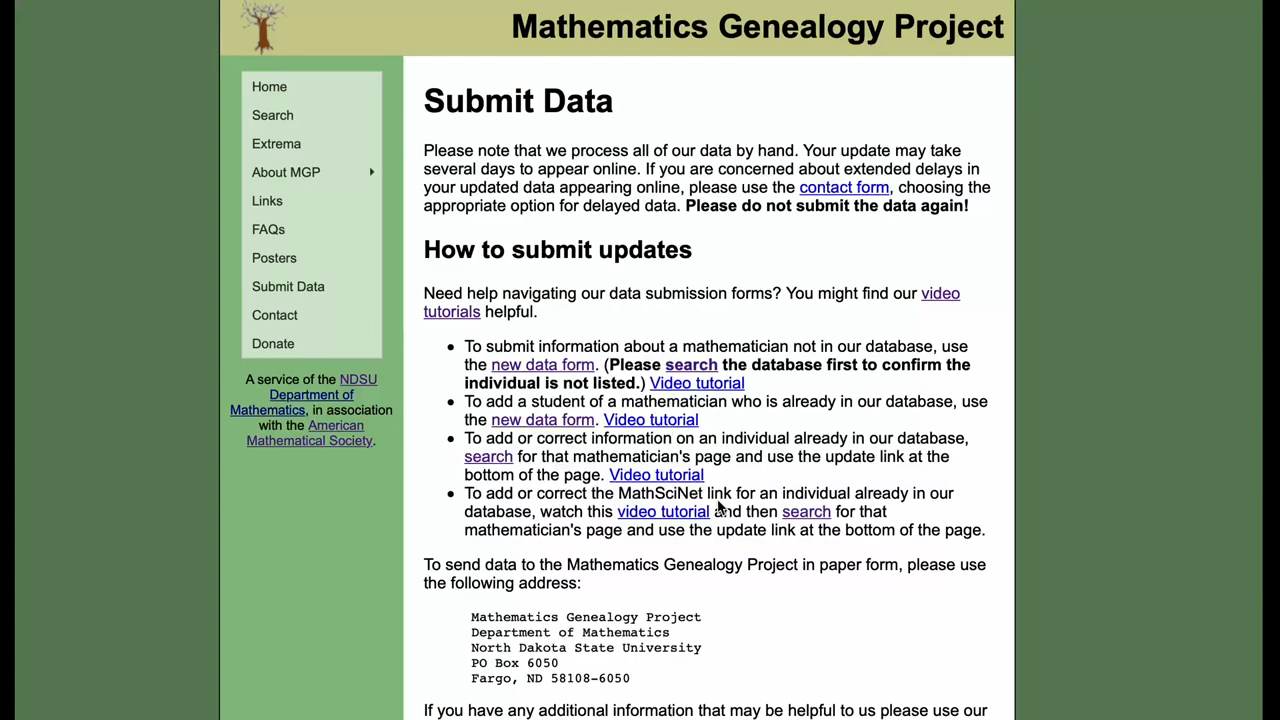 Mathematics Genealogy Project
Home
Search
Extrema
About MGP
Links
FAQs
Posters
Submit Data
Contact
Donate
A service of the NDSU
Department of
Mathematics, in association
with the American
Mathematical Society.
Submit Data
Please note that we process all of our data by hand. Your update may take
several days to appear online. If you are concerned about extended delays in
your updated data appearing online, please use the contact form, choosing the
appropriate option for delayed data. Please do not submit the data again!
How to submit updates
Need help navigating our data submission forms? You might find our video
tutorials helpful.
• To submit information about a mathematician not in our database, use
the new data form. (Please search the database first to confirm the
individual is not listed.) Video tutorial
• To add a student of a mathematician who is already in our database, use
the new data form. Video tutorial
• To add or correct information on an individual already in our database,
search for that mathematician's page and use the update link at the
bottom of the page. Video tutorial
• To add or correct the MathSciNet link for an individual already in our
database, watch this video tutorial and then search for that
mathematician's page and use the update link at the bottom of the page.
To send data to the Mathematics Genealogy Project in paper form, please use
the following address:
Mathematics Genealogy Project
Department of Mathematics
North Dakota State University
PO Box 6050
Fargo, ND 58108-6050
If you have any additional information that may be helpful to us please use our